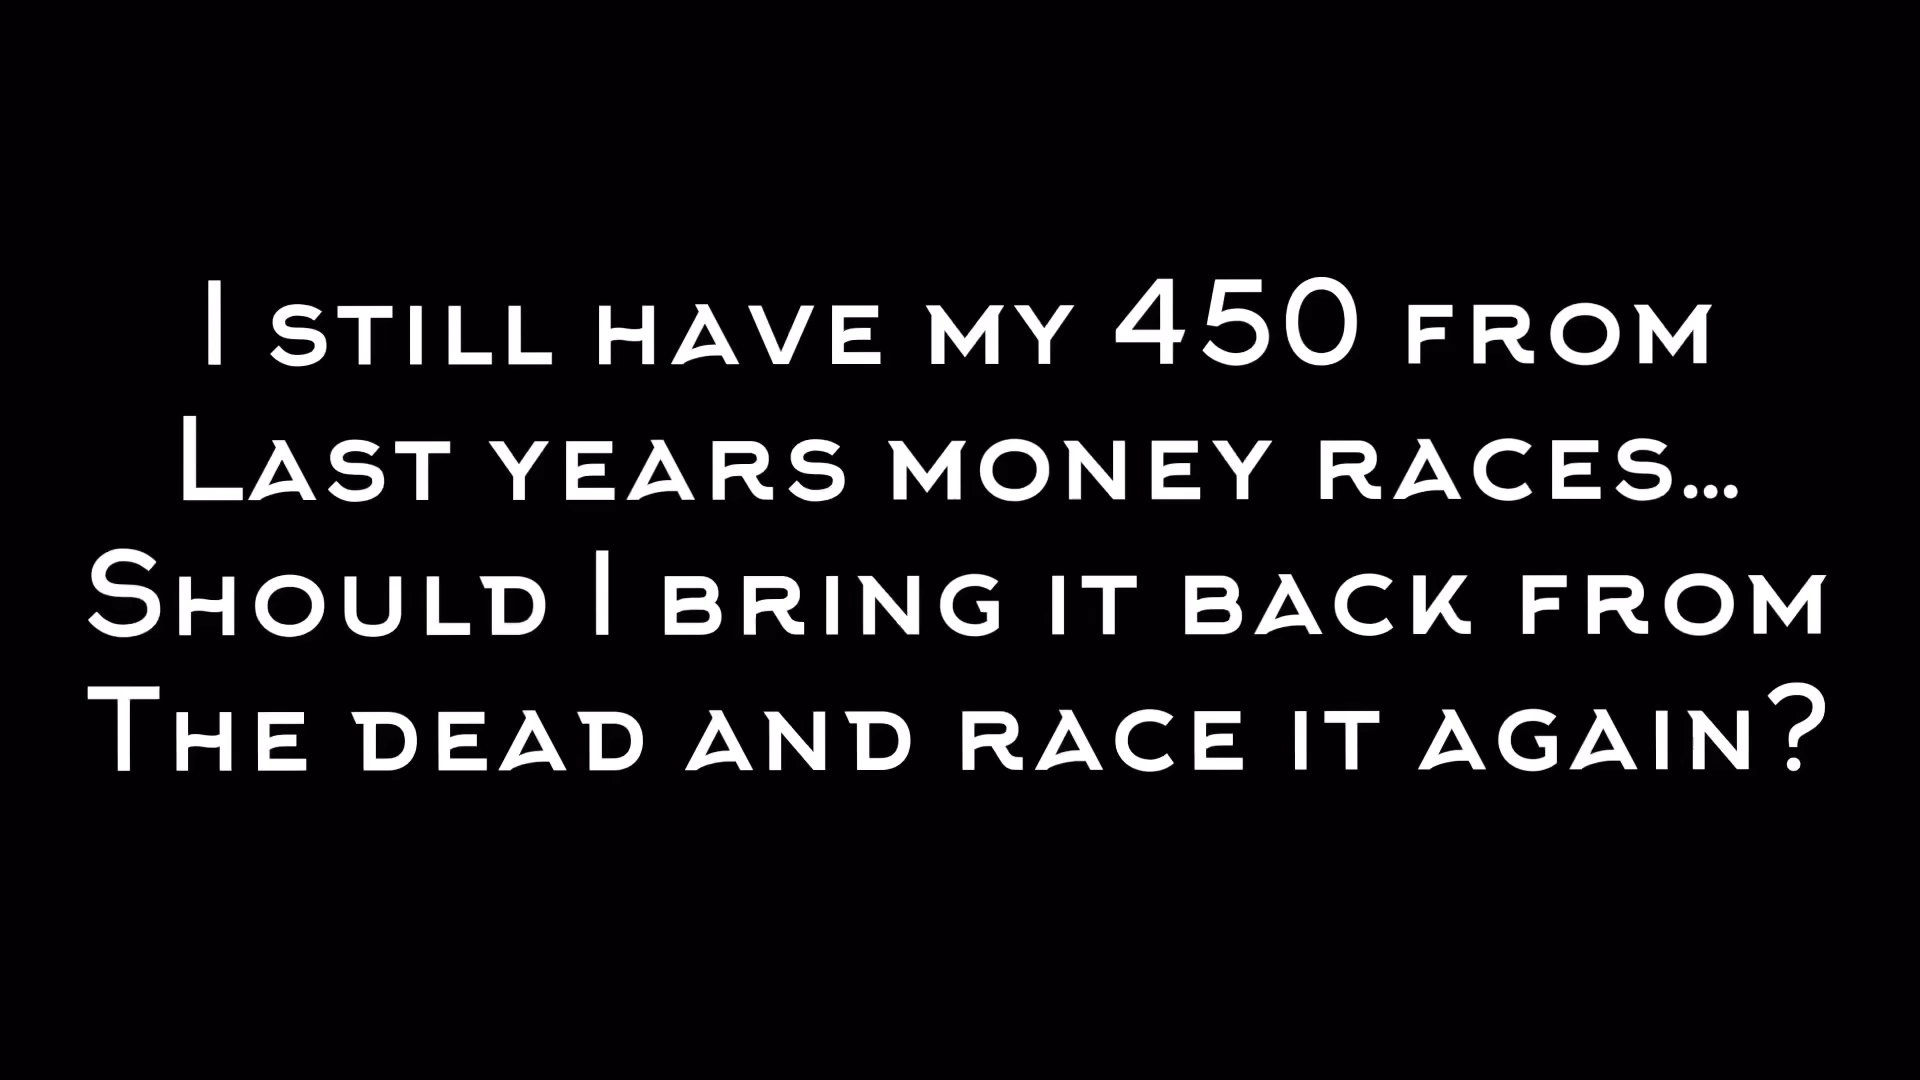 I still have my 450 from
Last years money races...
Should I bring it back from
The dead and race it again?